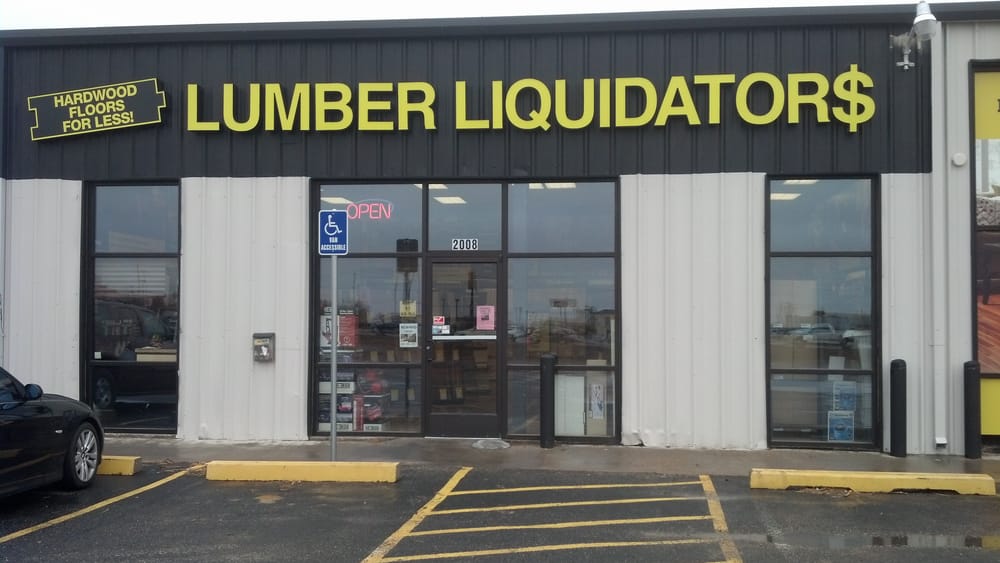 HARDWOOD
FLOORS
FOR LESS!
LUMBER LIQUIDATOR$
OPEN
VAN
ACCESSIBLE
2008